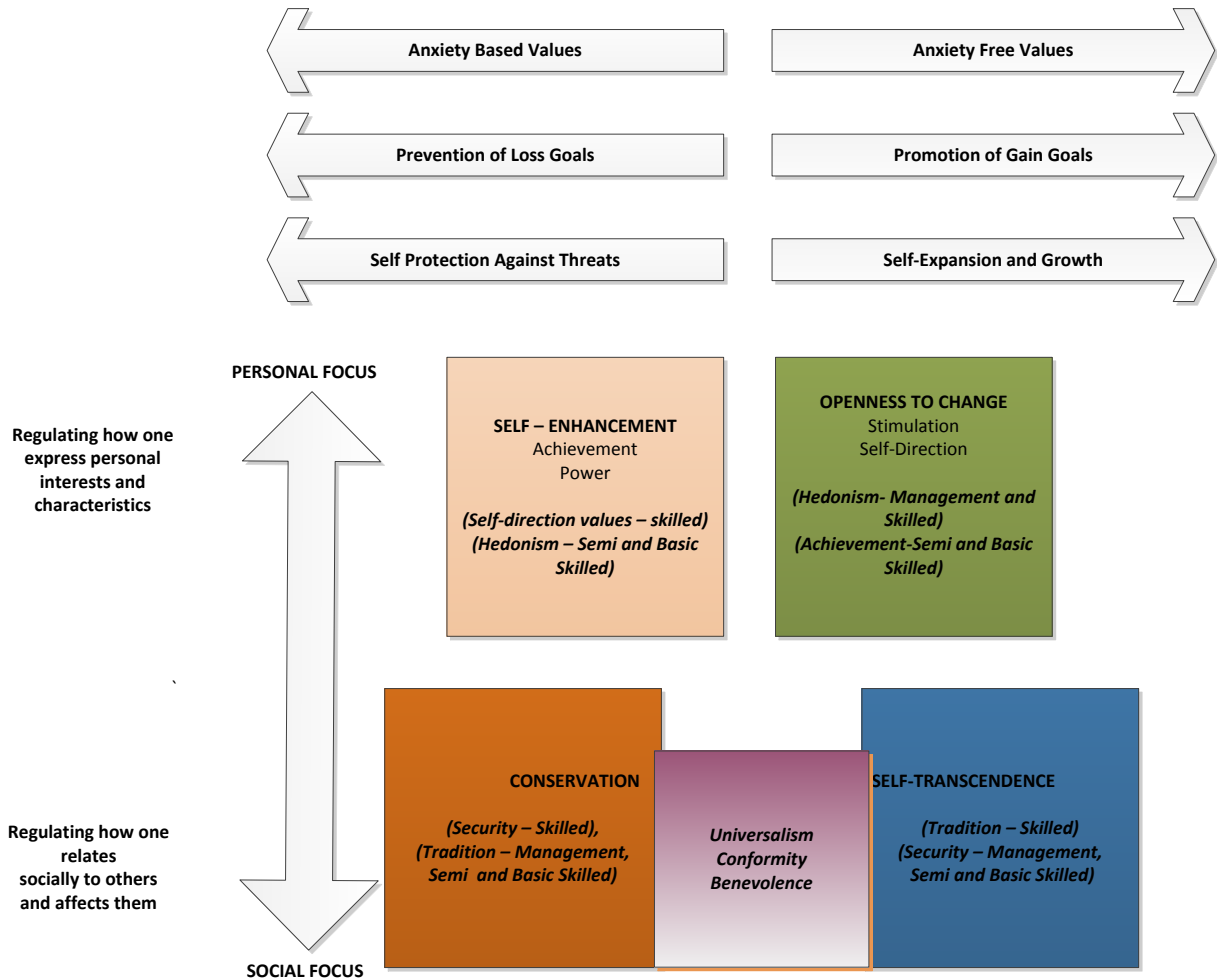 Anxiety Based Values
Anxiety Free Values
Prevention of Loss Goals
Promotion of Gain Goals
Self Protection Against Threats
Self-Expansion and Growth
PERSONAL FOCUS
Regulating how one
express personal
interests and
characteristics
SELF – ENHANCEMENT
Achievement
Power
(Self-direction values – skilled)
(Hedonism – Semi and Basic
Skilled)
OPENNESS TO CHANGE
Stimulation
Self-Direction
(Hedonism- Management and
Skilled)
(Achievement-Semi and Basic
Skilled)
`
Regulating how one
relates
socially to others
and affects them
CONSERVATION
(Security – Skilled),
(Tradition – Management,
Semi  and Basic Skilled)
Universalism
Conformity
Benevolence
SELF-TRANSCENDENCE
(Tradition – Skilled)
(Security – Management,
Semi and Basic Skilled)
SOCIAL FOCUS